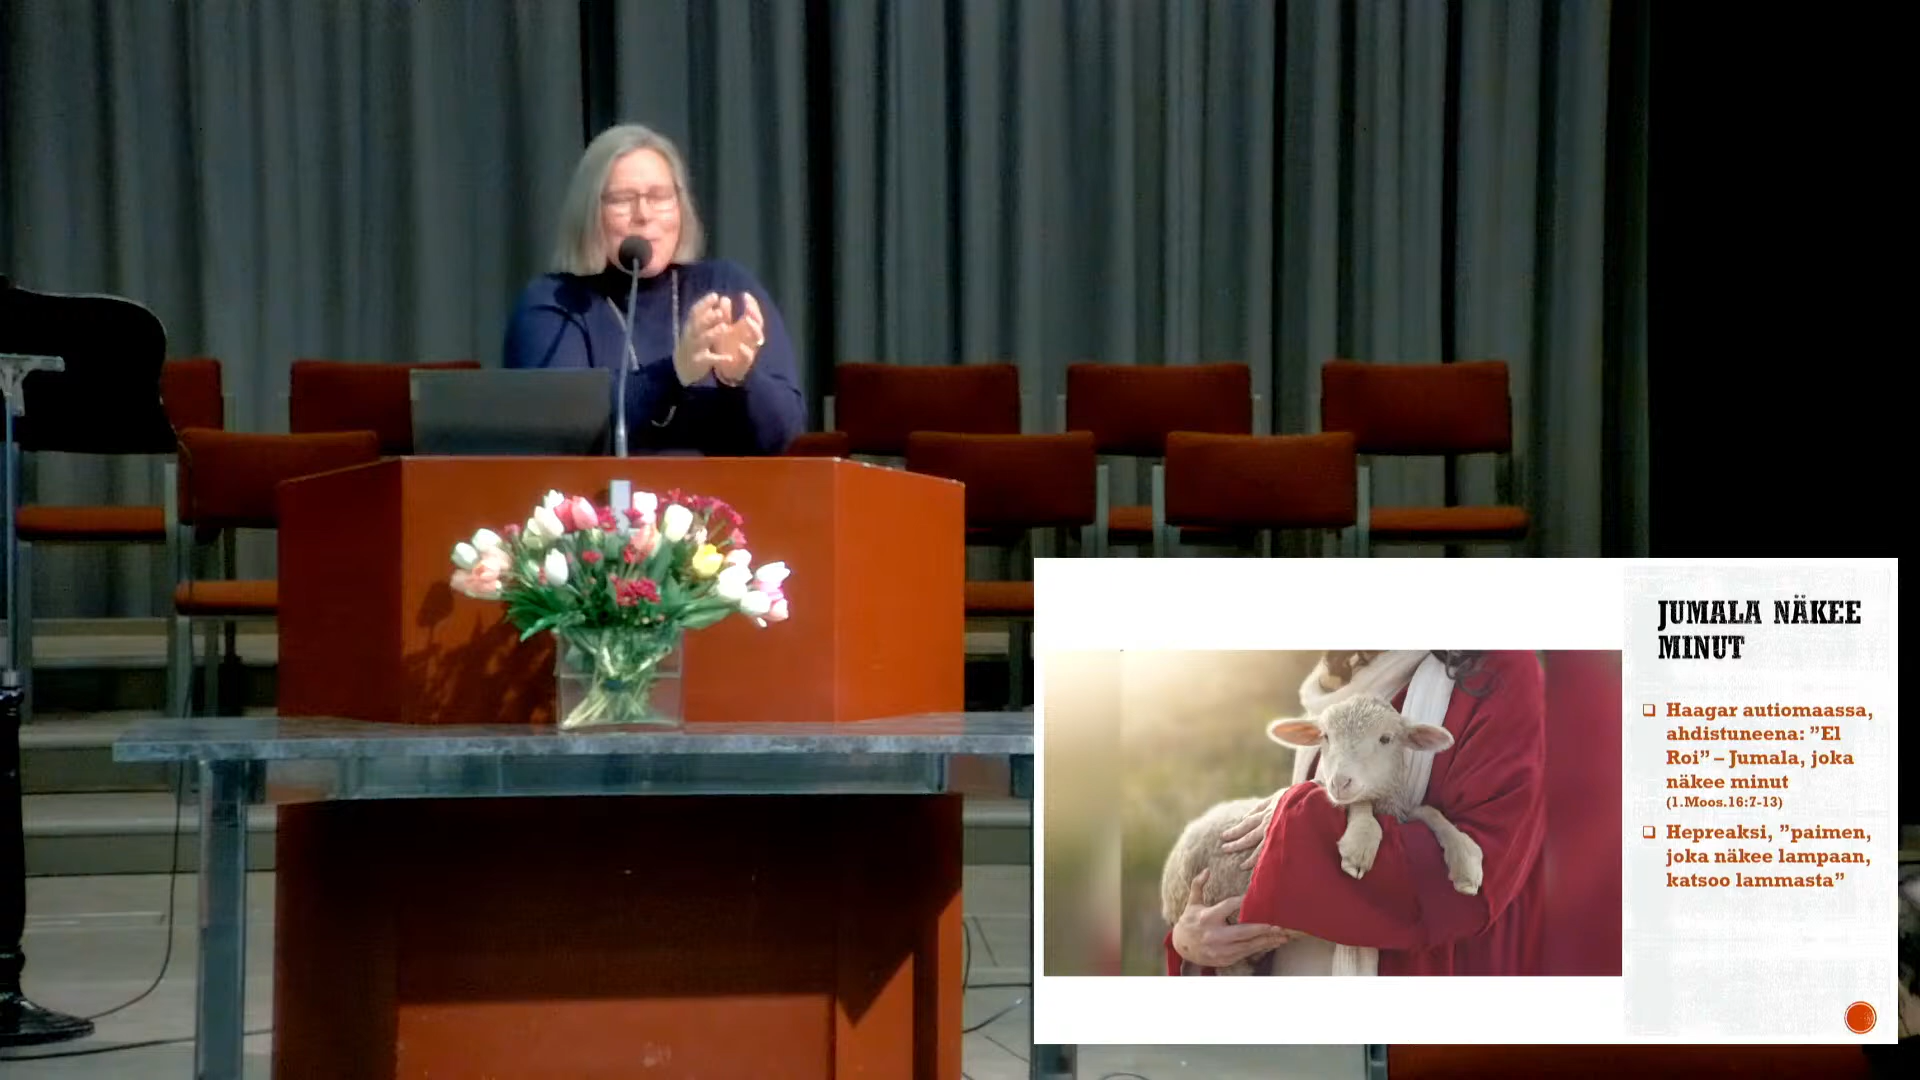 JUMALA NÄKEE
MINUT
❑ Haagar autiomaassa,
ahdistuneena: ”El
Roi” – Jumala, joka
näkee minut
(1.Moos.16:7-13)
❑ Hepreaksi, ”paimen,
joka näkee lampaan,
katsoo lammasta”